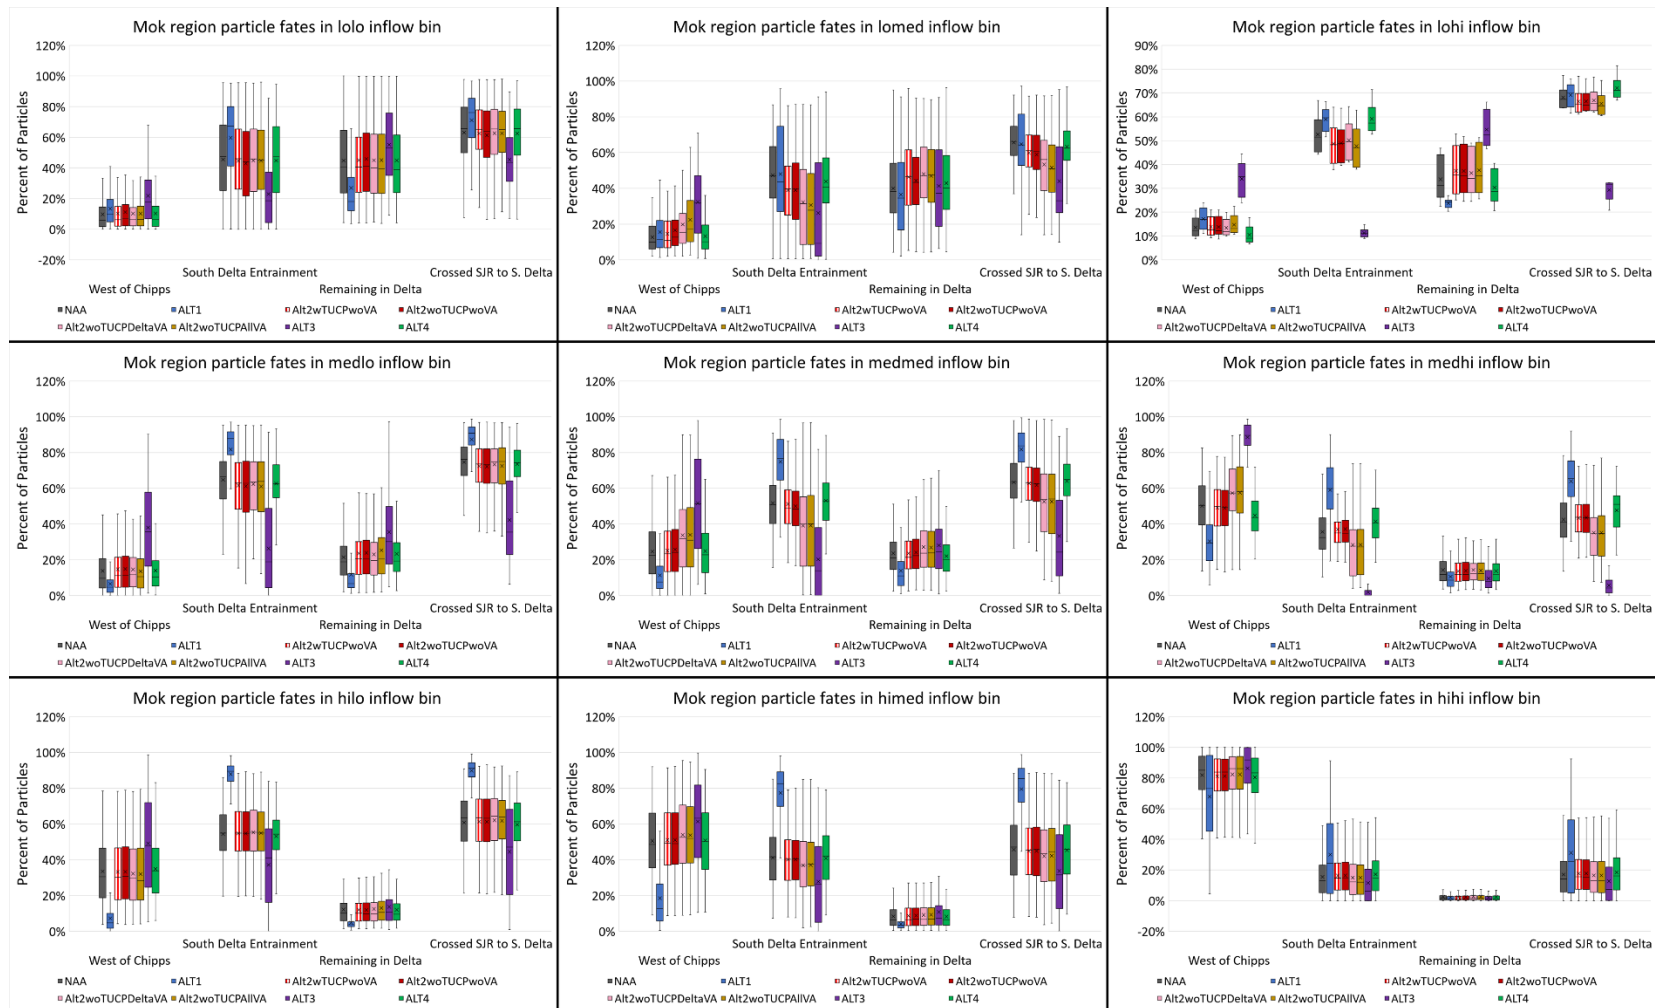 Mok region particle fates in lolo inflow bin
Percent of Particles
120%
100%
80%
60%
40%
20%
0%
-20%
South Delta Entrainment Crossed SJR to S. Delta
West of Chipps Remaining in Delta
NAA ALT1 Alt2wTUCPwoVA Alt2woTUCPwoVA
Alt2woTUCPDeltaVA Alt2woTUCPAllVA ALT3 ALT4
Mok region particle fates in lomed inflow bin
Percent of Particles
120%
100%
80%
60%
40%
20%
0%
South Delta Entrainment Crossed SJR to S. Delta
West of Chipps Remaining in Delta
NAA ALT1 Alt2wTUCPwoVA Alt2woTUCPwoVA
Alt2woTUCPDeltaVA Alt2woTUCPAllVA ALT3 ALT4
Mok region particle fates in lohi inflow bin
Percent of Particles
90%
80%
70%
60%
50%
40%
30%
20%
10%
0%
South Delta Entrainment Crossed SJR to S. Delta
West of Chipps Remaining in Delta
NAA ALT1 Alt2wTUCPwoVA Alt2woTUCPwoVA
Alt2woTUCPDeltaVA Alt2woTUCPAllVA ALT3 ALT4
Mok region particle fates in medlo inflow bin
Percent of Particles
120%
100%
80%
60%
40%
20%
0%
South Delta Entrainment Crossed SJR to S. Delta
West of Chipps Remaining in Delta
NAA ALT1 Alt2wTUCPwoVA Alt2woTUCPwoVA
Alt2woTUCPDeltaVA Alt2woTUCPAllVA ALT3 ALT4
Mok region particle fates in medmed inflow bin
Percent of Particles
120%
100%
80%
60%
40%
20%
0%
South Delta Entrainment Crossed SJR to S. Delta
West of Chipps Remaining in Delta
NAA ALT1 Alt2wTUCPwoVA Alt2woTUCPwoVA
Alt2woTUCPDeltaVA Alt2woTUCPAllVA ALT3 ALT4
Mok region particle fates in medhi inflow bin
Percent of Particles
120%
100%
80%
60%
40%
20%
0%
South Delta Entrainment Crossed SJR to S. Delta
West of Chipps Remaining in Delta
NAA ALT1 Alt2wTUCPwoVA Alt2woTUCPwoVA
Alt2woTUCPDeltaVA Alt2woTUCPAllVA ALT3 ALT4
Mok region particle fates in hilo inflow bin
Percent of Particles
120%
100%
80%
60%
40%
20%
0%
South Delta Entrainment Crossed SJR to S. Delta
West of Chipps Remaining in Delta
NAA ALT1 Alt2wTUCPwoVA Alt2woTUCPwoVA
Alt2woTUCPDeltaVA Alt2woTUCPAllVA ALT3 ALT4
Mok region particle fates in himed inflow bin
Percent of Particles
120%
100%
80%
60%
40%
20%
0%
South Delta Entrainment Crossed SJR to S. Delta
West of Chipps Remaining in Delta
NAA ALT1 Alt2wTUCPwoVA Alt2woTUCPwoVA
Alt2woTUCPDeltaVA Alt2woTUCPAllVA ALT3 ALT4
Mok region particle fates in hihi inflow bin
Percent of Particles
120%
100%
80%
60%
40%
20%
0%
-20%
South Delta Entrainment Crossed SJR to S. Delta
West of Chipps Remaining in Delta
NAA ALT1 Alt2wTUCPwoVA Alt2woTUCPwoVA
Alt2woTUCPDeltaVA Alt2woTUCPAllVA ALT3 ALT4